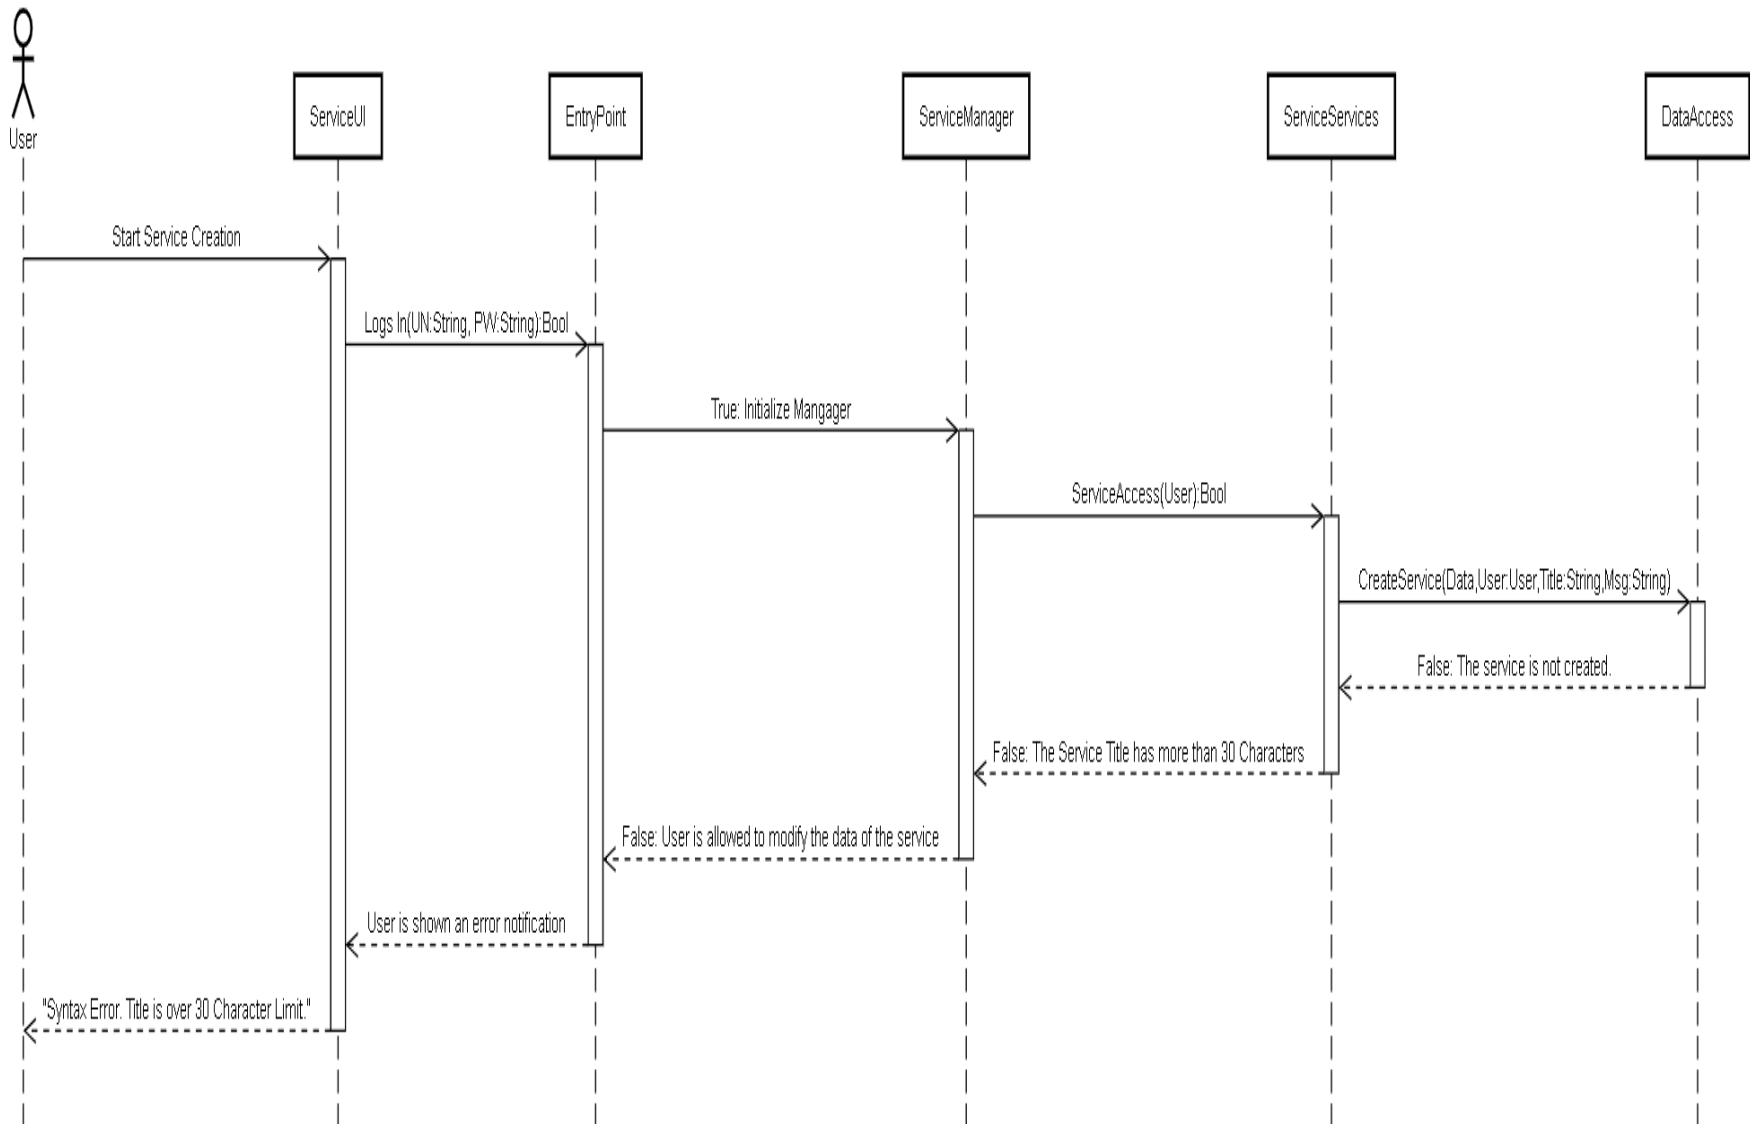 User
ServiceUI
EntryPoint
ServiceManager
ServiceServices
DataAccess
Start Service Creation
Logs In(UN:String, PW:String):Bool
True: Initialize Mangager
ServiceAccess(User):Bool
CreateService(Data,User:User,Title:String,Msg:String)
False: The service is not created.
False: The Service Title has more than 30 Characters
False: User is allowed to modify the data of the service
User is shown an error notification
"Syntax Error. Title is over 30 Character Limit."